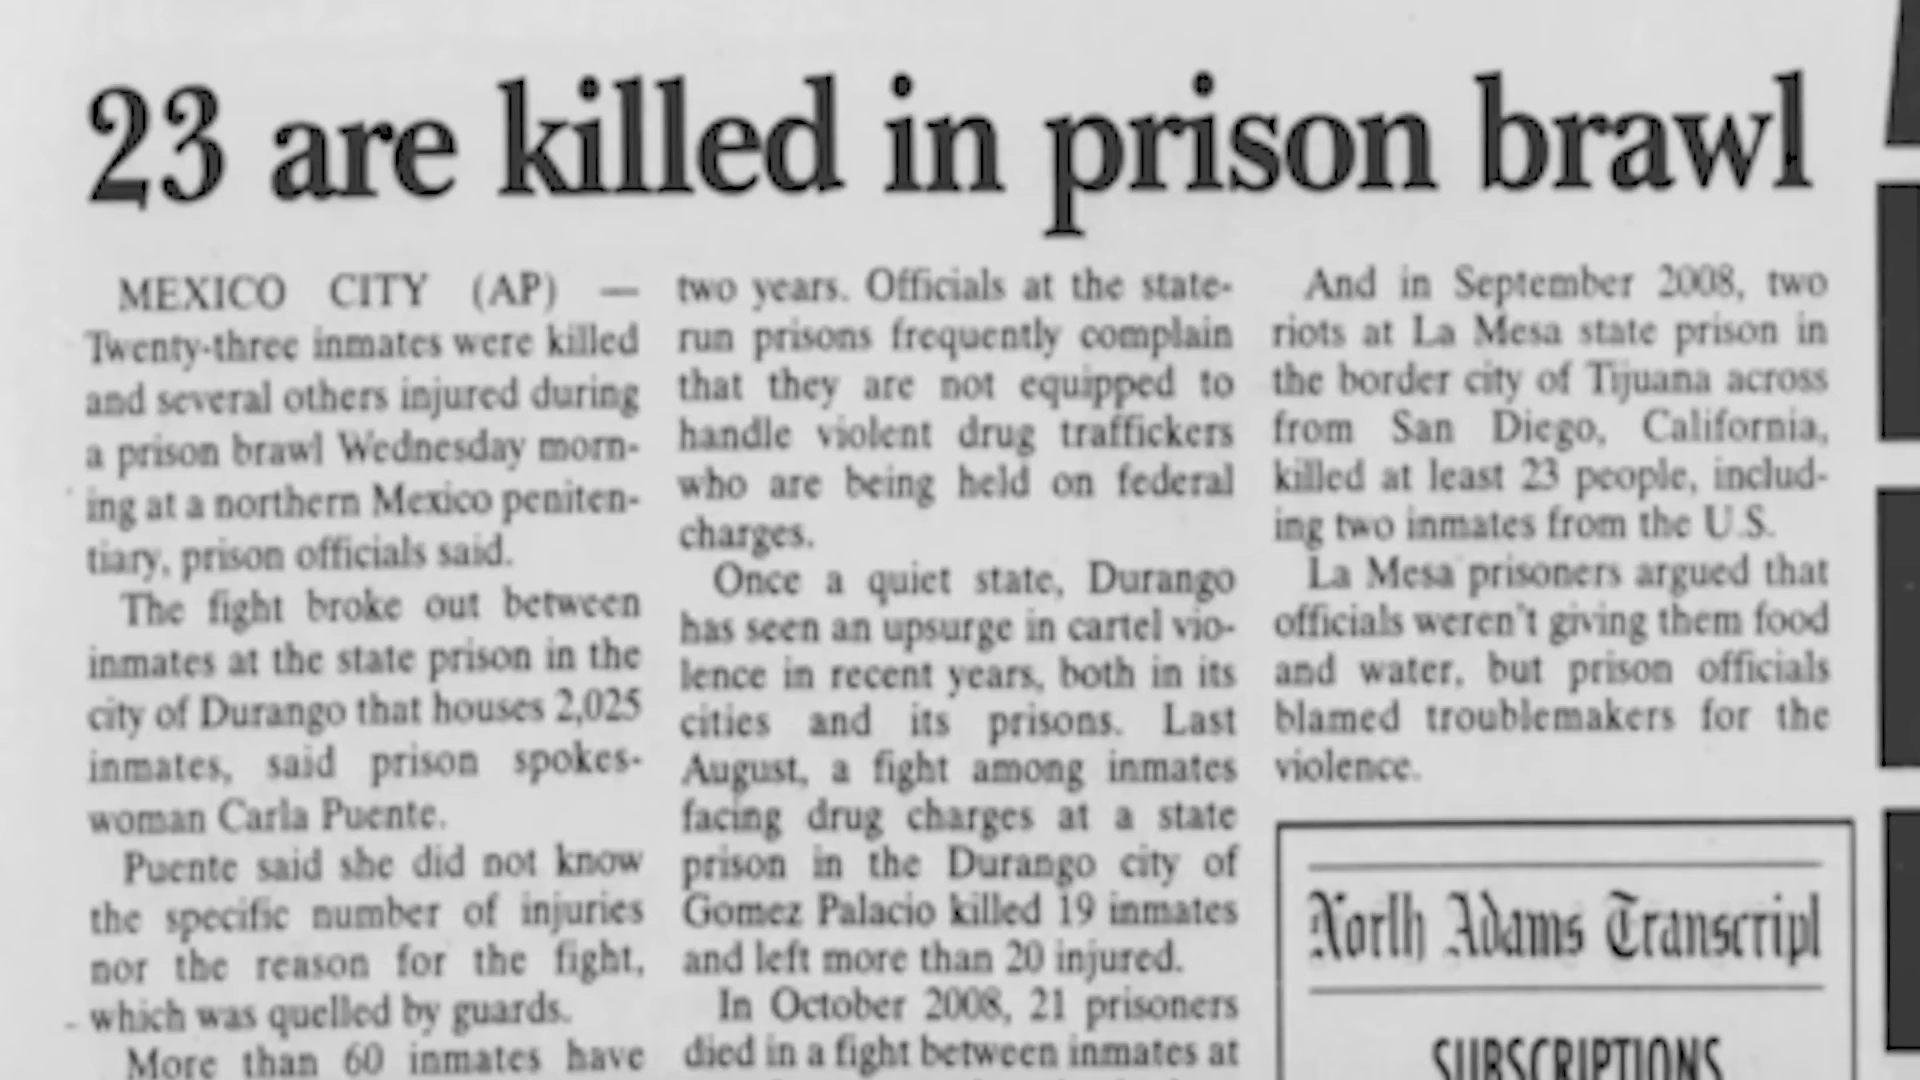 23 are killed in prison brawl
MEXICO CITY (AP) —
Twenty-three inmates were killed
and several others injured during
a prison brawl Wednesday morn-
ing at a northern Mexico peniten-
tiary, prison officials said.
The fight broke out between
inmates at the state prison in the
city of Durango that houses 2,025
inmates, said prison spokes-
woman Carla Puente.
Puente said she did not know
the specific number of injuries
nor the reason for the fight,
which was quelled by guards.
More than 60 inmates have
two years. Officials at the state-
run prisons frequently complain
that they are not equipped to
handle violent drug traffickers
who are being held on federal
charges.
Once a quiet state, Durango
has seen an upsurge in cartel vio-
lence in recent years, both in its
cities and its prisons. Last
August, a fight among inmates
facing drug charges at a state
prison in the Durango city of
Gomez Palacio killed 19 inmates
and left more than 20 injured.
In October 2008, 21 prisoners
died in a fight between inmates at
And in September 2008, two
riots at La Mesa state prison in
the border city of Tijuana across
from San Diego, California,
killed at least 23 people, includ-
ing two inmates from the U.S.
La Mesa prisoners argued that
officials weren't giving them food
and water, but prison officials
blamed troublemakers for the
violence.
North Adams Transcript
SUBSCRIPTIONS